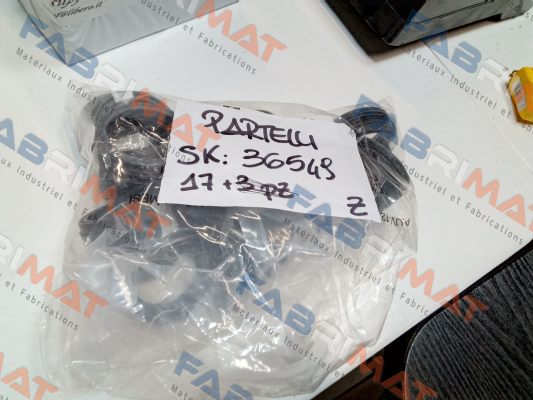 PARTELLI
SK: 36549
17 + 3 pz
Z
FABRIMAT
Materiaux Industriel et Fabrications